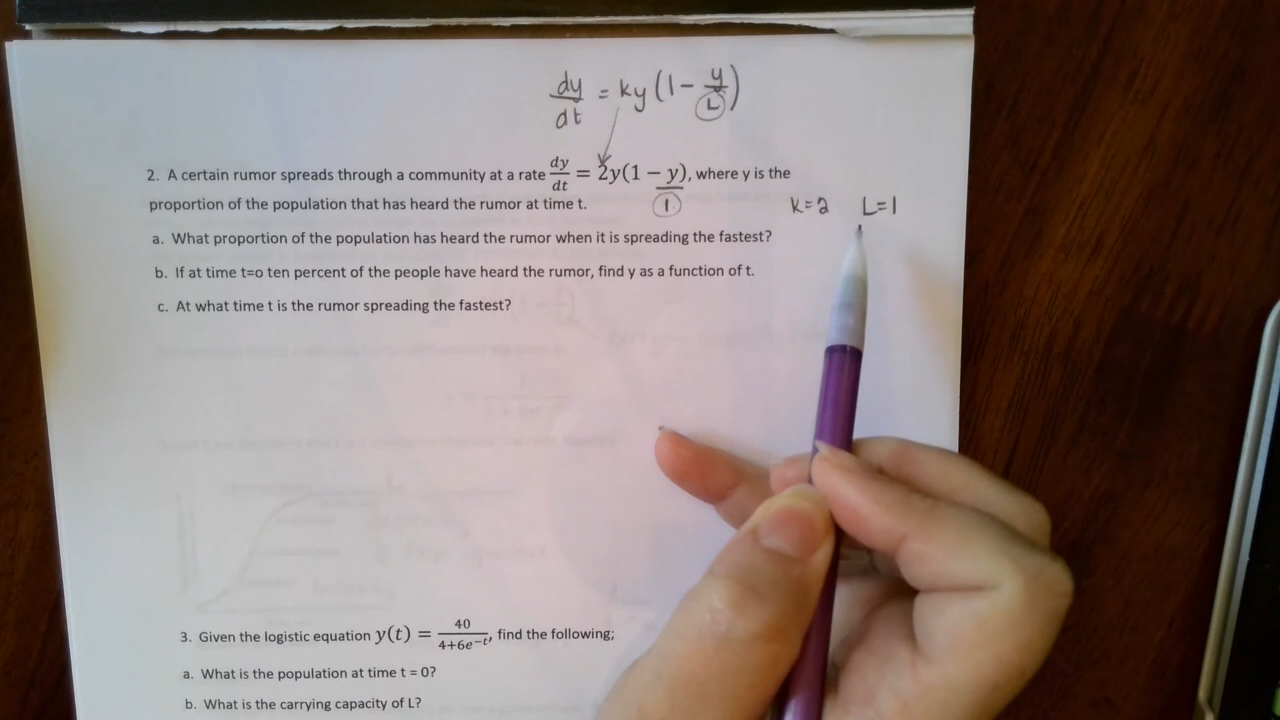 dy/dt = ky(1 - y/L)
2. A certain rumor spreads through a community at a rate dy/dt = 2y(1 − y), where y is the
1
proportion of the population that has heard the rumor at time t.
k=2 L=1
a. What proportion of the population has heard the rumor when it is spreading the fastest?
b. If at time t=o ten percent of the people have heard the rumor, find y as a function of t.
c. At what time t is the rumor spreading the fastest?
3. Given the logistic equation y(t) = 40/(4+6e^−t), find the following;
a. What is the population at time t = 0?
b. What is the carrying capacity of L?